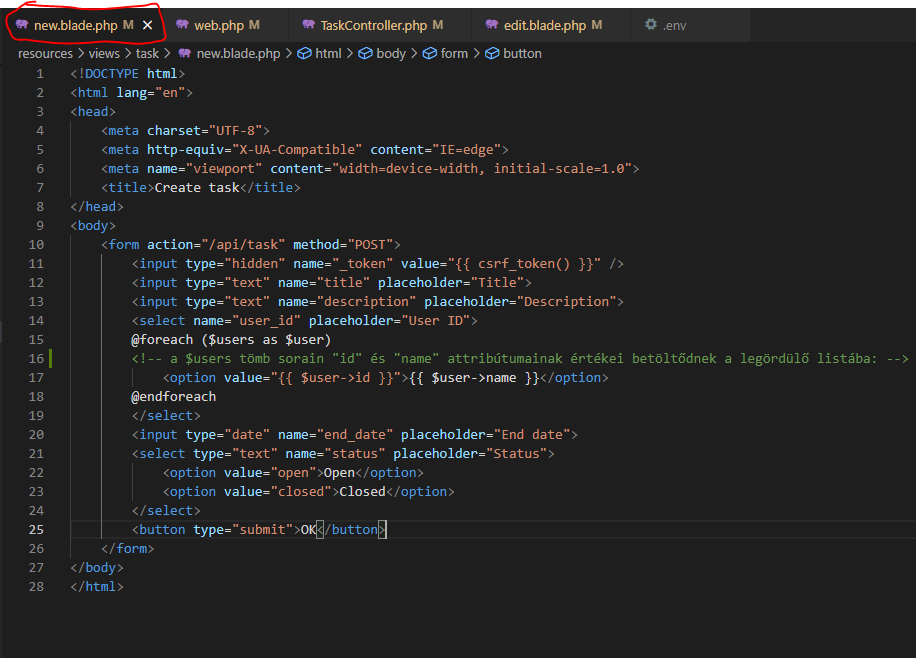 new.blade.php M web.php M TaskController.php M edit.blade.php M .env
resources > views > task > new.blade.php > html > body > form > button
1 <!DOCTYPE html>
2 <html lang="en">
3 <head>
4 <meta charset="UTF-8">
5 <meta http-equiv="X-UA-Compatible" content="IE=edge">
6 <meta name="viewport" content="width=device-width, initial-scale=1.0">
7 <title>Create task</title>
8 </head>
9 <body>
10 <form action="/api/task" method="POST">
11 <input type="hidden" name="_token" value="{{ csrf_token() }}" />
12 <input type="text" name="title" placeholder="Title">
13 <input type="text" name="description" placeholder="Description">
14 <select name="user_id" placeholder="User ID">
15 @foreach ($users as $user)
16 <!-- a $users tömb sorain "id" és "name" attribútumainak értékei betöltődnek a legördülő listába: -->
17 <option value="{{ $user->id }}">{{ $user->name }}</option>
18 @endforeach
19 </select>
20 <input type="date" name="end_date" placeholder="End date">
21 <select type="text" name="status" placeholder="Status">
22 <option value="open">Open</option>
23 <option value="closed">Closed</option>
24 </select>
25 <button type="submit">OK</button>
26 </form>
27 </body>
28 </html>